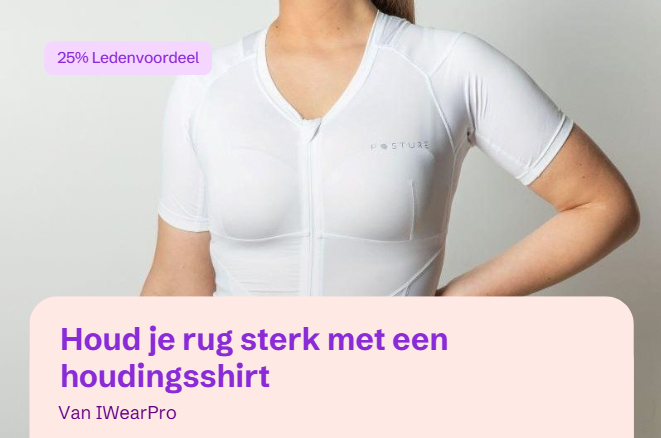 25% Ledenvoordeel
POSTURE
Houd je rug sterk met een
houdingsshirt
Van IWearPro